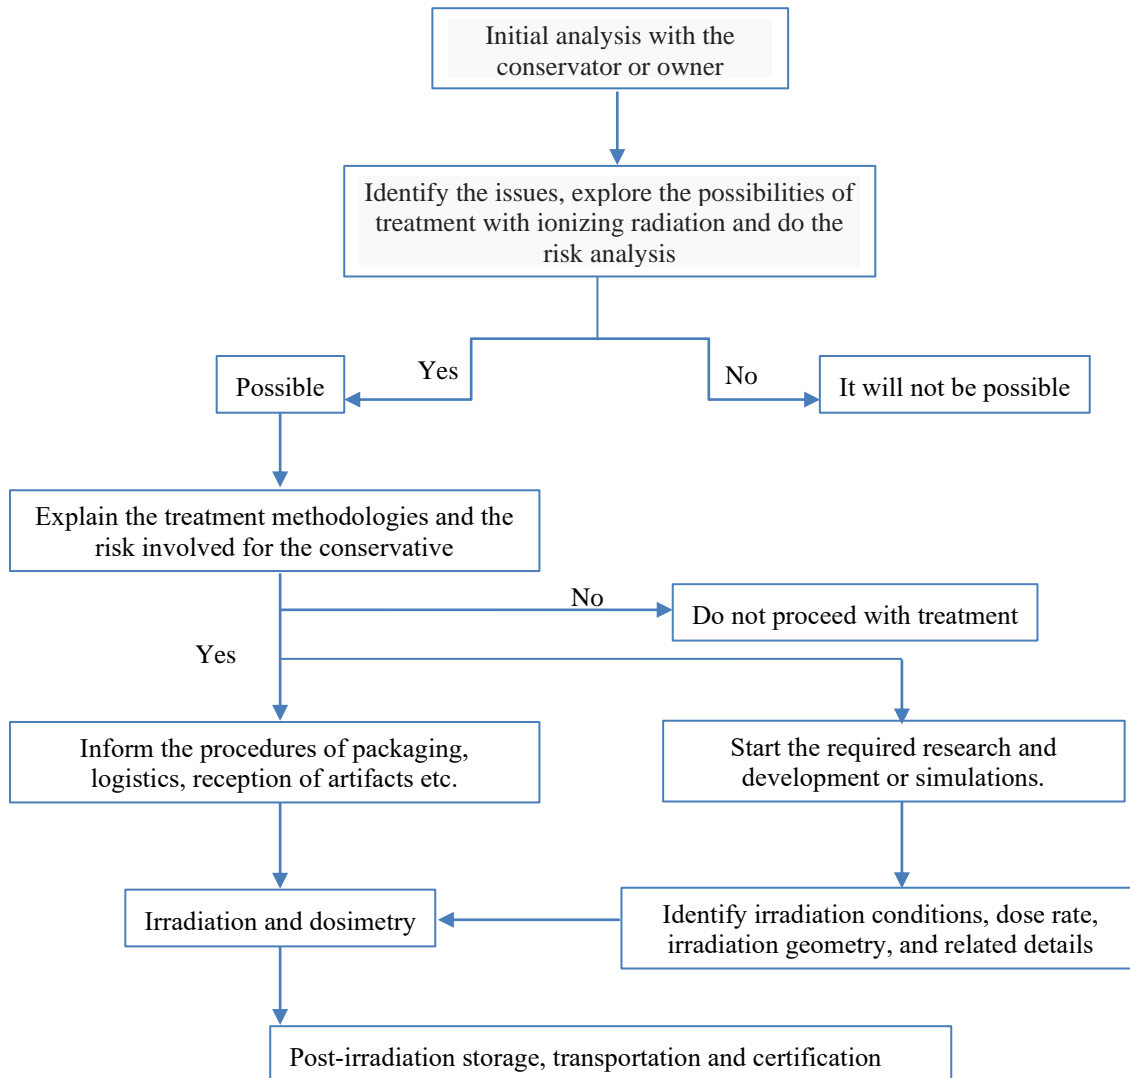 Initial analysis with the
conservator or owner
Identify the issues, explore the possibilities of
treatment with ionizing radiation and do the
risk analysis
Yes
No
Possible
It will not be possible
Explain the treatment methodologies and the
risk involved for the conservative
No
Do not proceed with treatment
Yes
Inform the procedures of packaging,
logistics, reception of artifacts etc.
Start the required research and
development or simulations.
Irradiation and dosimetry
Identify irradiation conditions, dose rate,
irradiation geometry, and related details
Post-irradiation storage, transportation and certification